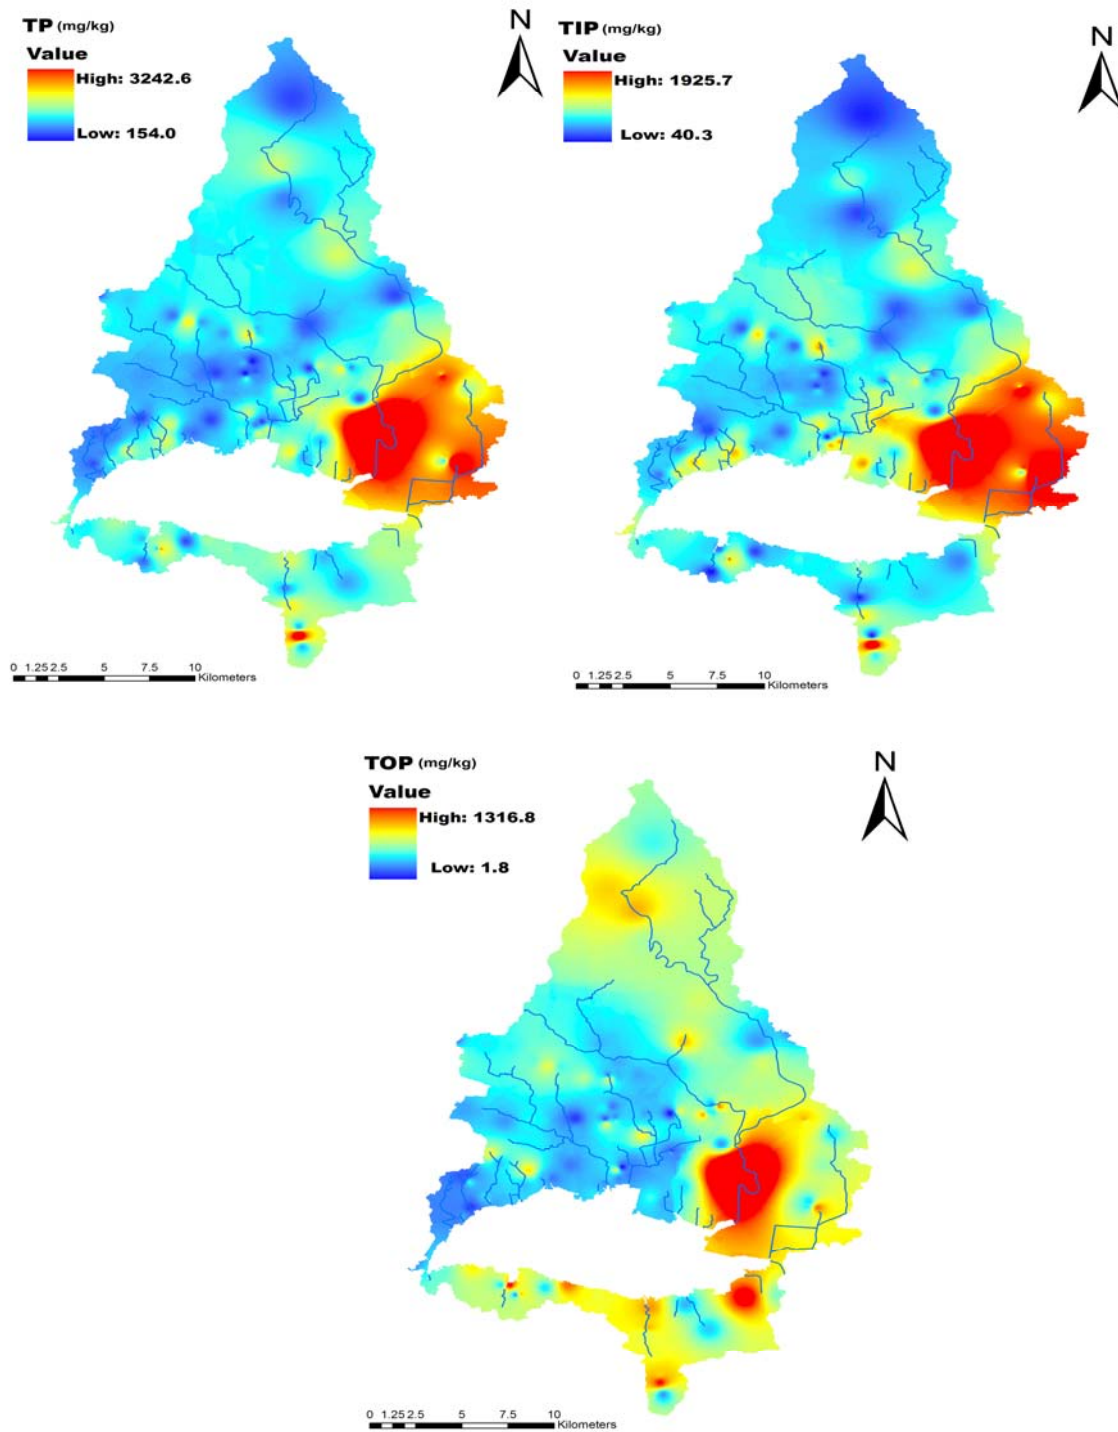 TP (mg/kg)
Value
High: 3242.6
Low: 154.0
N
0 1.25 2.5 5 7.5 10
Kilometers
TIP (mg/kg)
Value
High: 1925.7
Low: 40.3
N
0 1.25 2.5 5 7.5 10
Kilometers
TOP (mg/kg)
Value
High: 1316.8
Low: 1.8
N
0 1.25 2.5 5 7.5 10
Kilometers